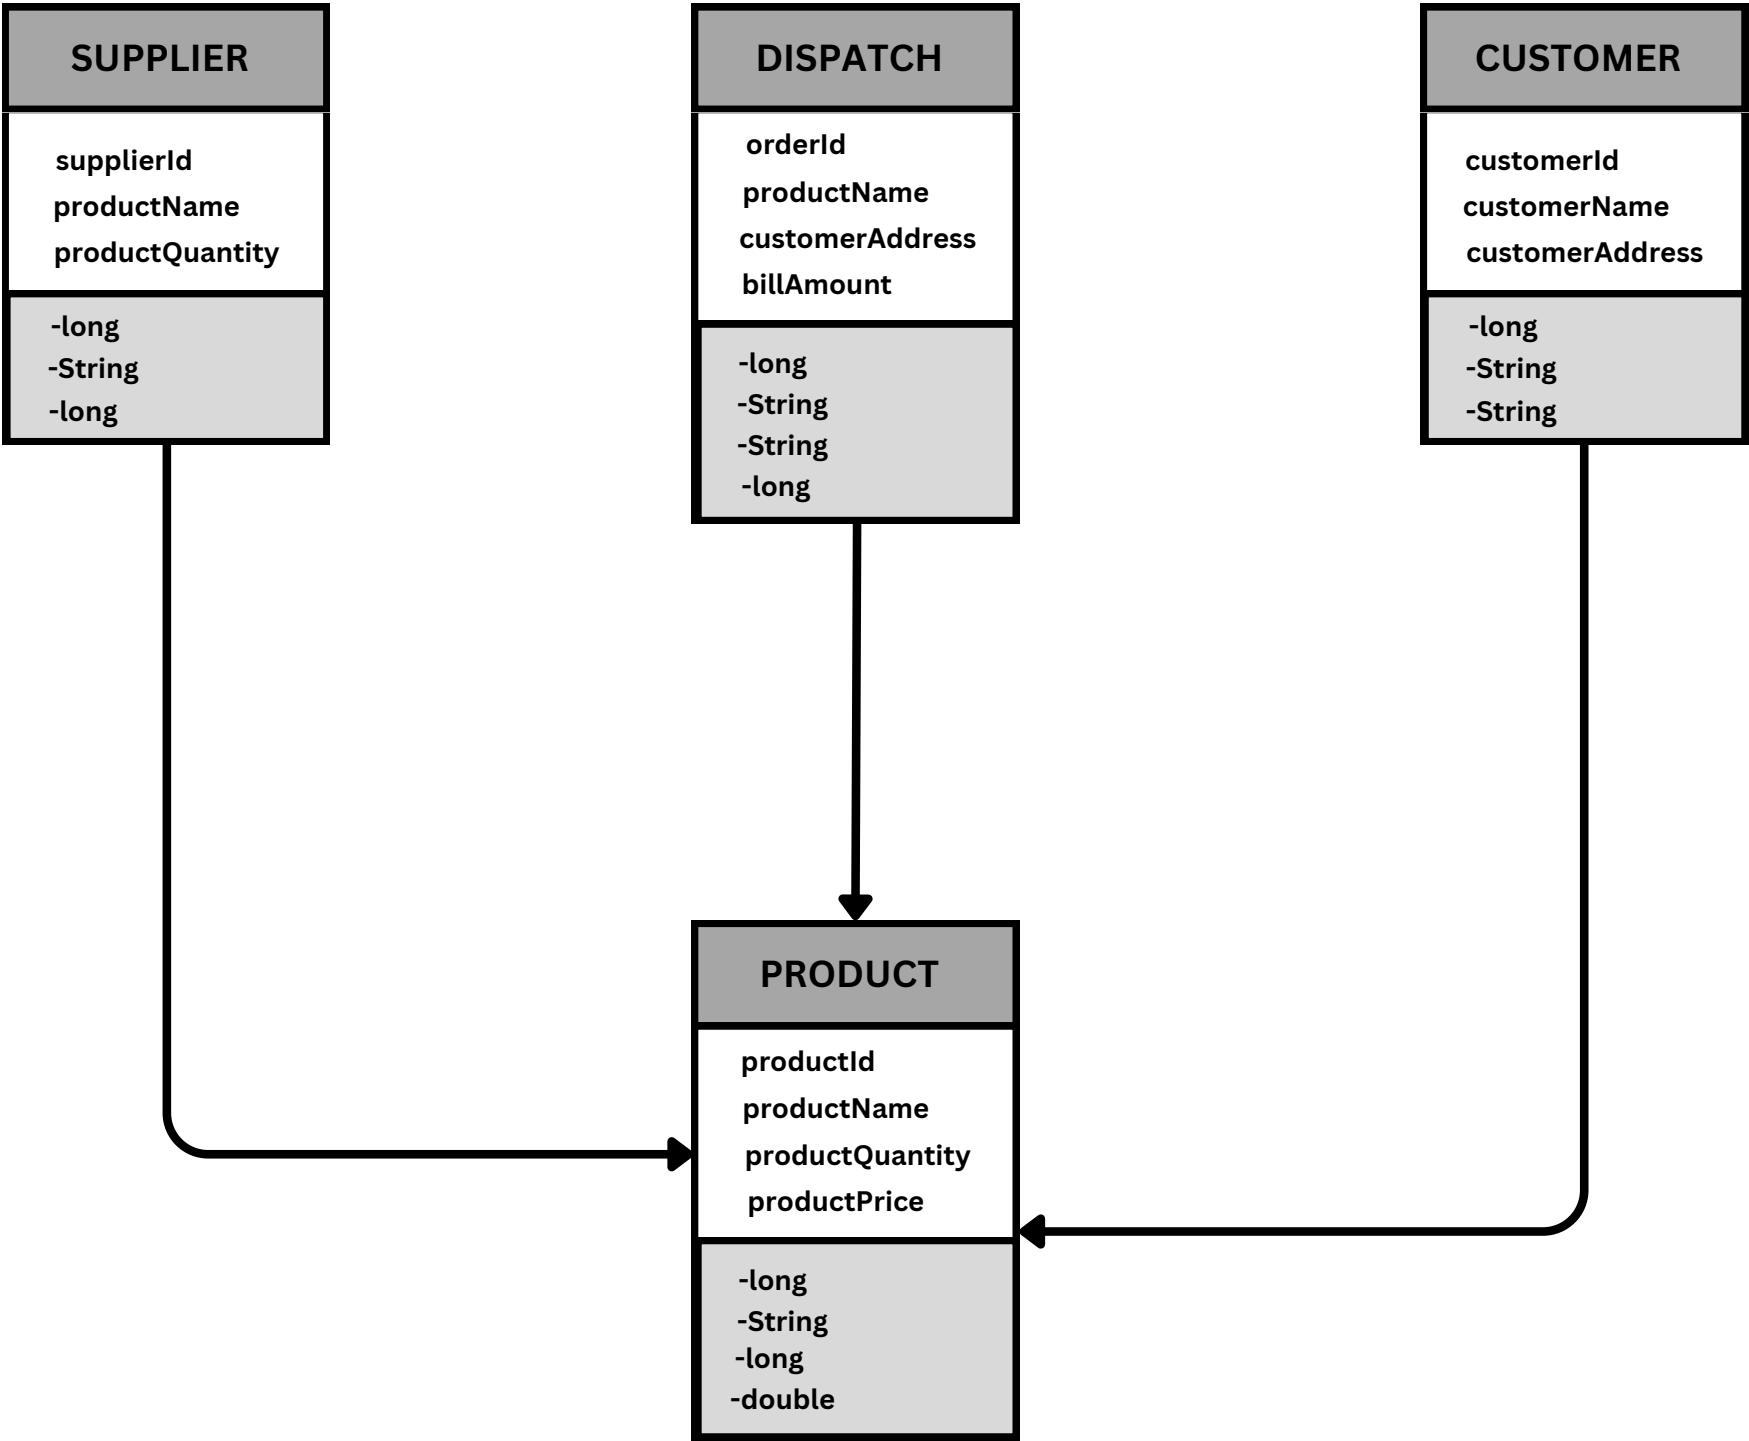 SUPPLIER
supplierId
productName
productQuantity
-long
-String
-long
DISPATCH
orderId
productName
customerAddress
billAmount
-long
-String
-String
-long
CUSTOMER
customerId
customerName
customerAddress
-long
-String
-String
PRODUCT
productId
productName
productQuantity
productPrice
-long
-String
-long
-double